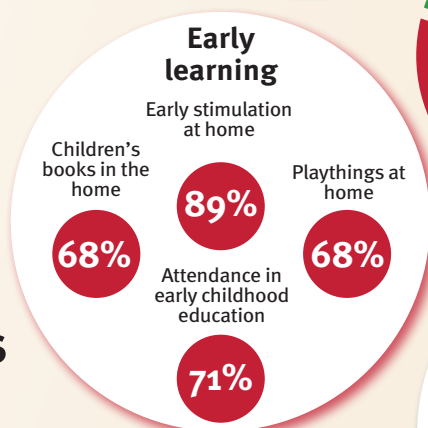 Early
learning
Early stimulation
at home
Children's
books in the
home
Playthings at
home
89%
68%
68%
Attendance in
early childhood
education
71%
s